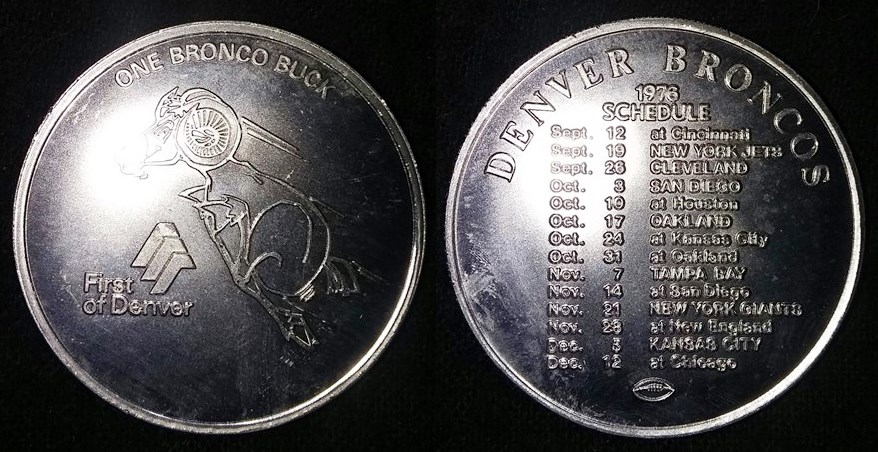 ONE BRONCO BUCK
First
of Denver
DENVER BRONCOS
1976
SCHEDULE
Sept. 12 at Cincinnati
Sept. 19 NEW YORK JETS
Sept. 26 CLEVELAND
Oct. 3 SAN DIEGO
Oct. 10 at Houston
Oct. 17 OAKLAND
Oct. 24 at Kansas City
Oct. 31 at Oakland
Nov. 7 TAMPA BAY
Nov. 14 at San Diego
Nov. 21 NEW YORK GIANTS
Nov. 28 at New England
Dec. 5 KANSAS CITY
Dec. 12 at Chicago